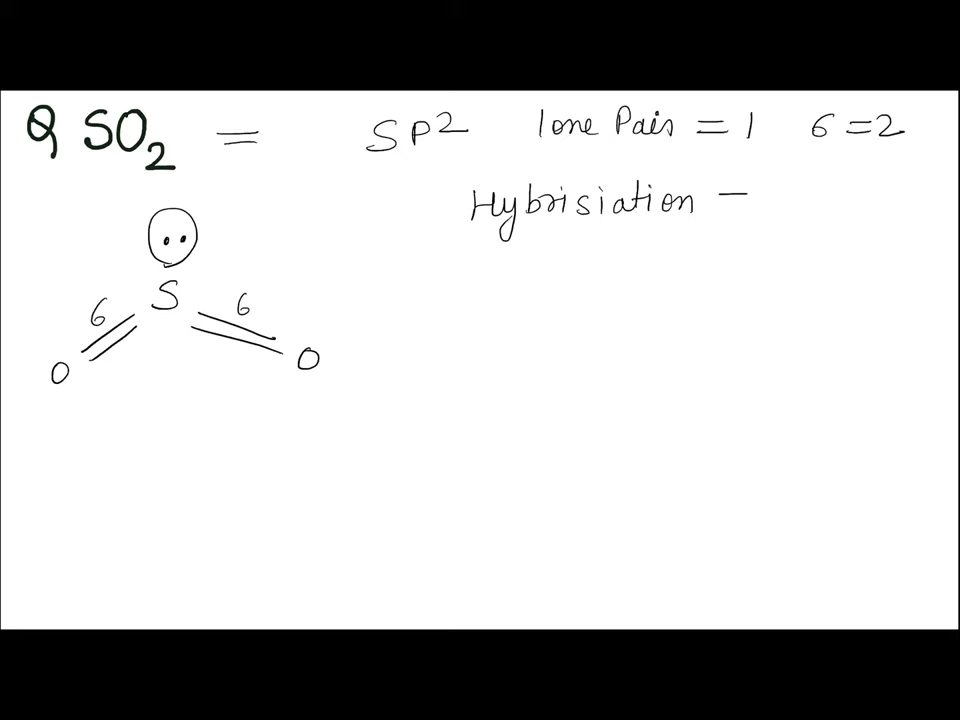 Q SO2 = SP2 lone Pair = 1 6 = 2
Hybrisiation =
S
6 6
O O